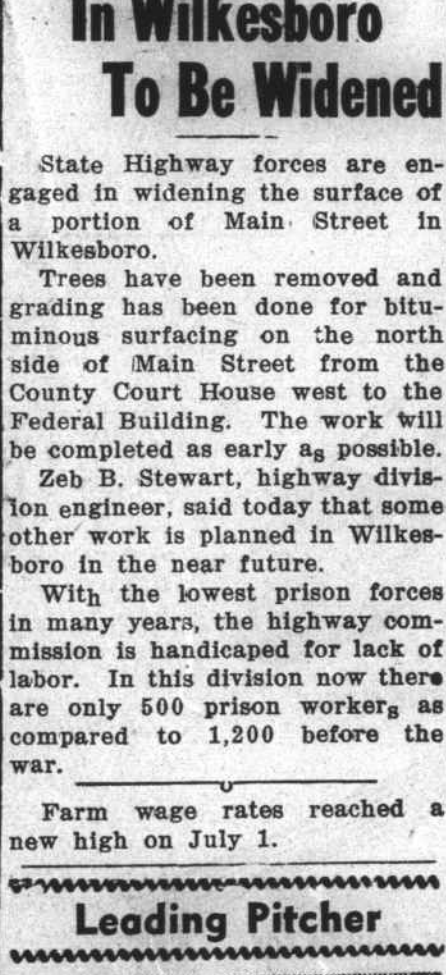 In Wilkesboro
To Be Widened
State Highway forces are en-
gaged in widening the surface of
a portion of Main Street in
Wilkesboro.
Trees have been removed and
grading has been done for bitu-
minous surfacing on the north
side of Main Street from the
County Court House west to the
Federal Building. The work will
be completed as early as possible.
Zeb B. Stewart, highway divis-
ion engineer, said today that some
other work is planned in Wilkes-
boro in the near future.
With the lowest prison forces
in many years, the highway com-
mission is handicaped for lack of
labor. In this division now there
are only 500 prison workers as
compared to 1,200 before the
war.
Farm wage rates reached a
new high on July 1.
Leading Pitcher